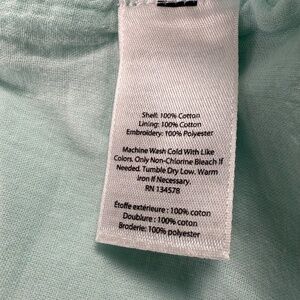 Shell: 100% Cotton
Lining: 100% Cotton
Embroidery: 100% Polyester
Machine Wash Cold With Like
Colors. Only Non-Chlorine Bleach If
Needed. Tumble Dry Low. Warm
Iron If Necessary.
RN 134578
Étoffe extérieure : 100% coton
Doublure : 100% coton
Broderie: 100% polyester